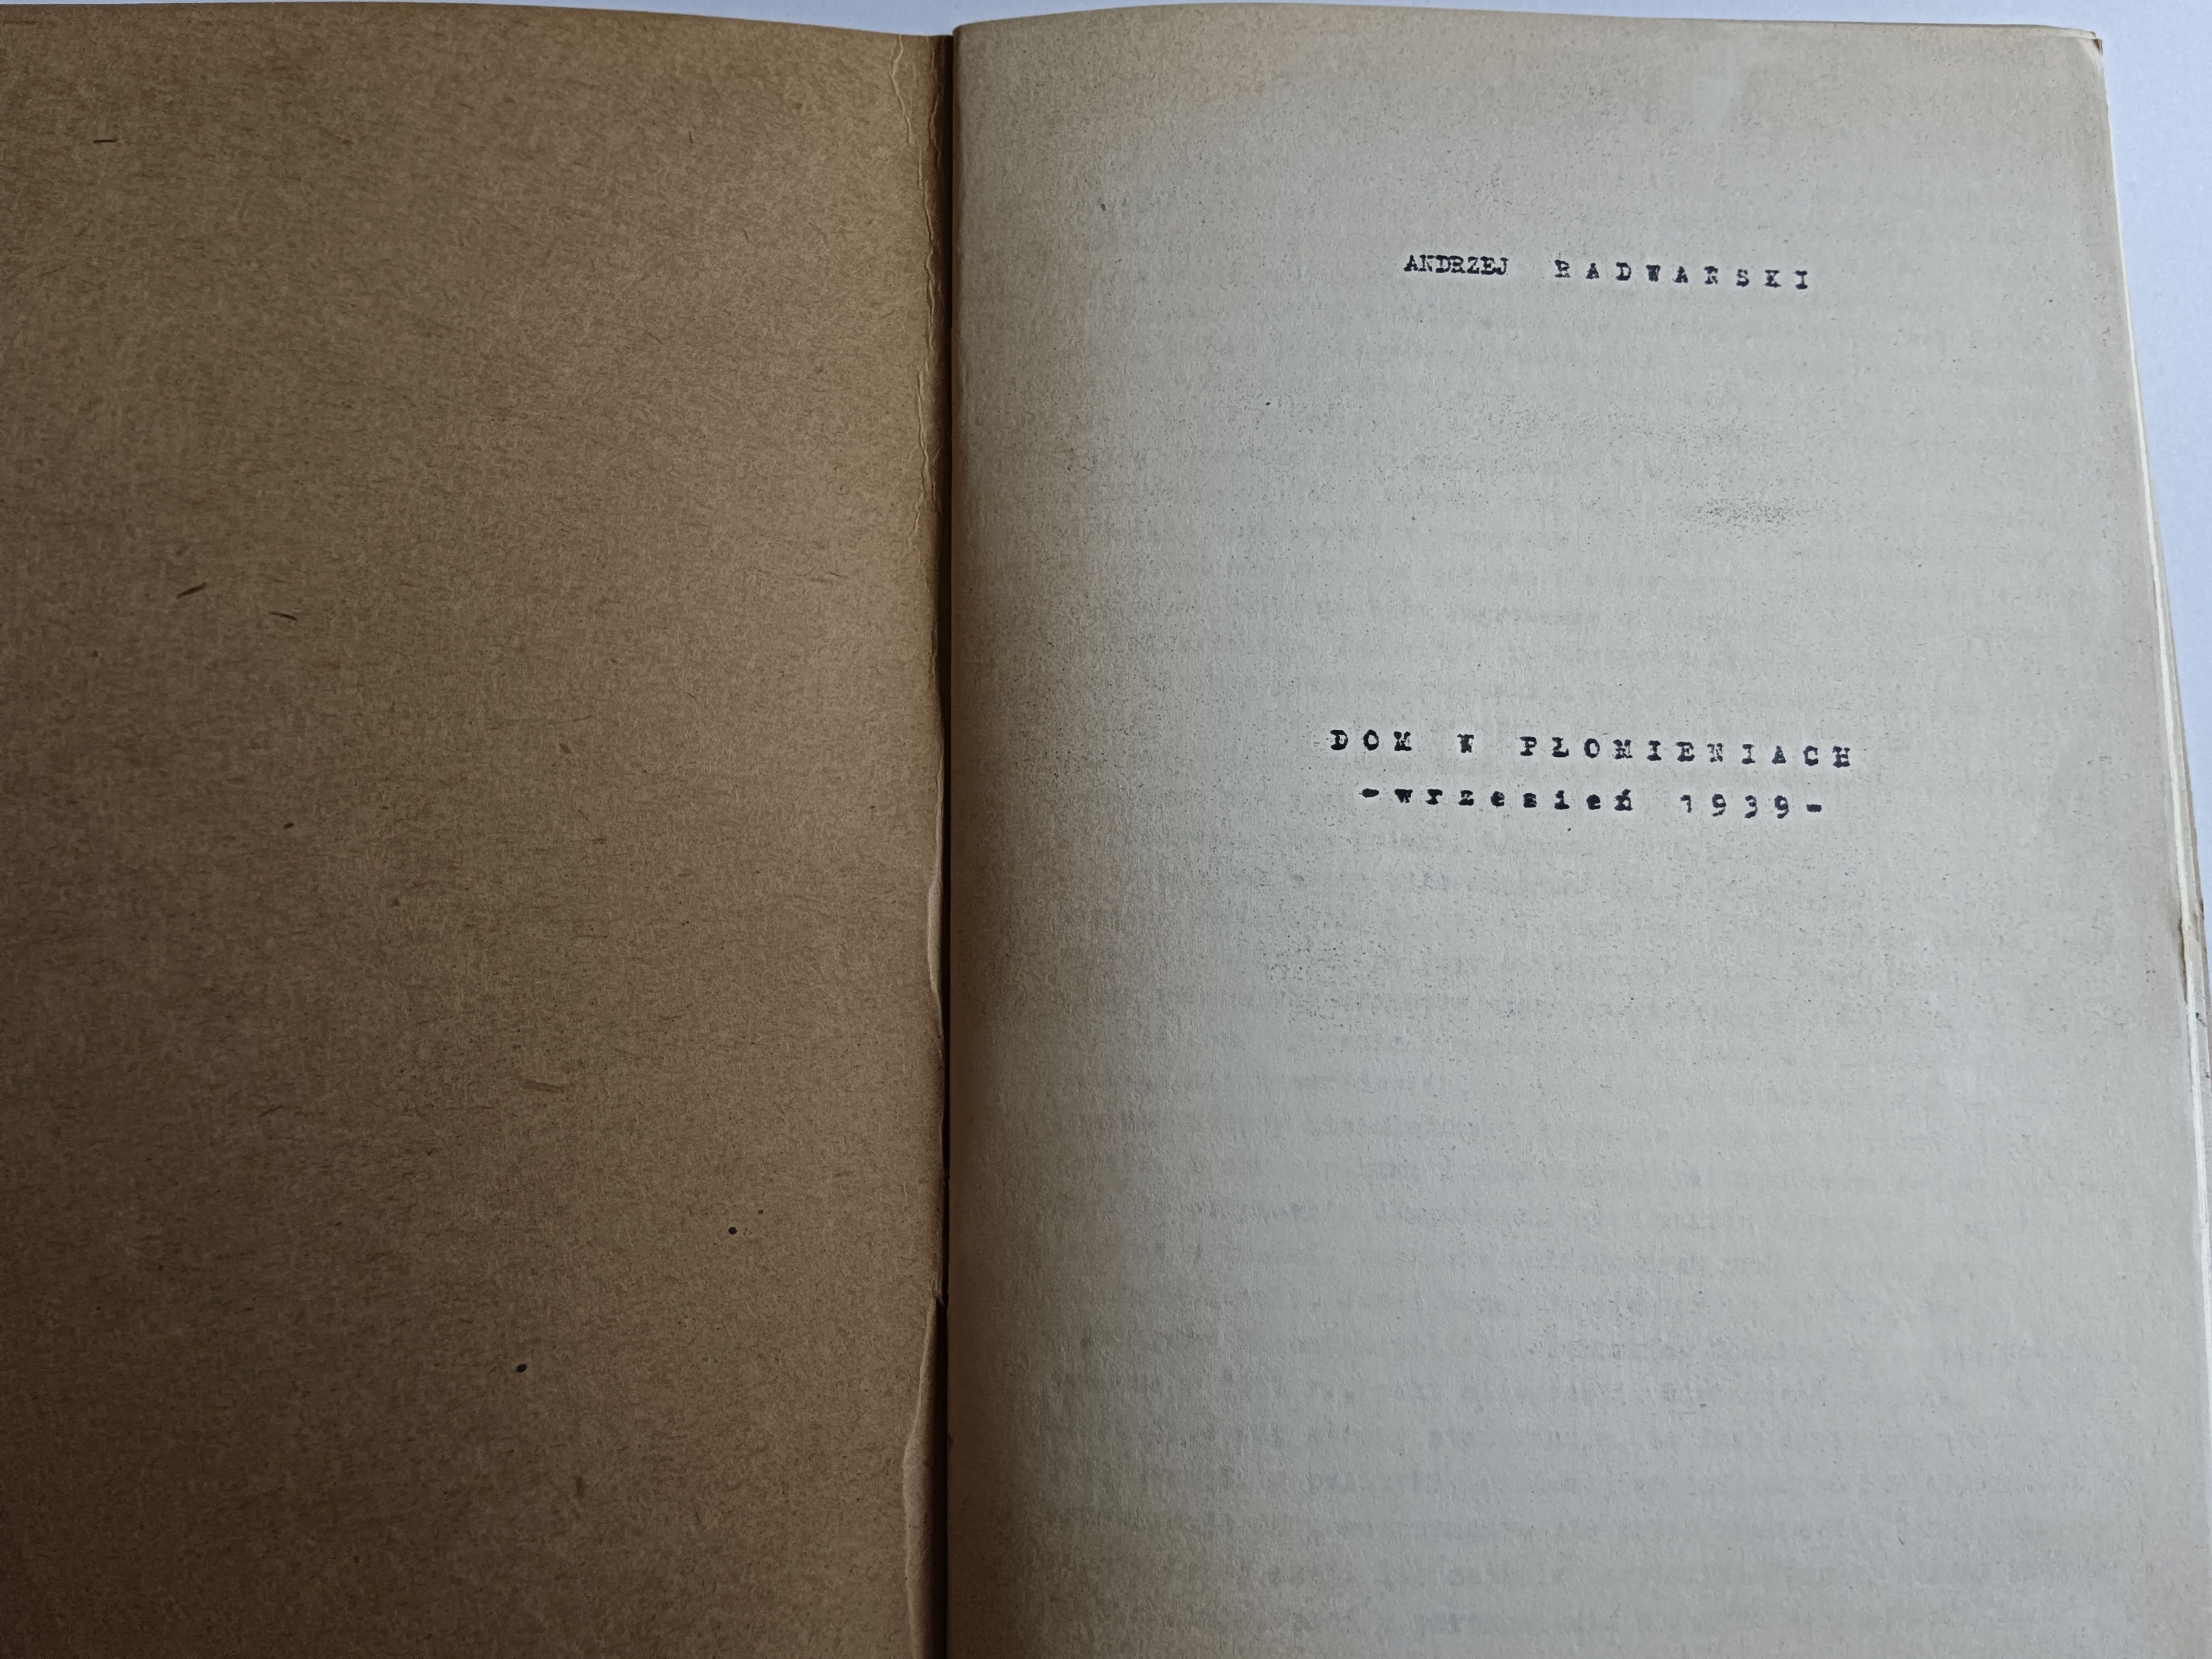 ANDRZEJ RADWAŃSKI
DOM W PŁOMIENIACH
-wrzesień 1939-